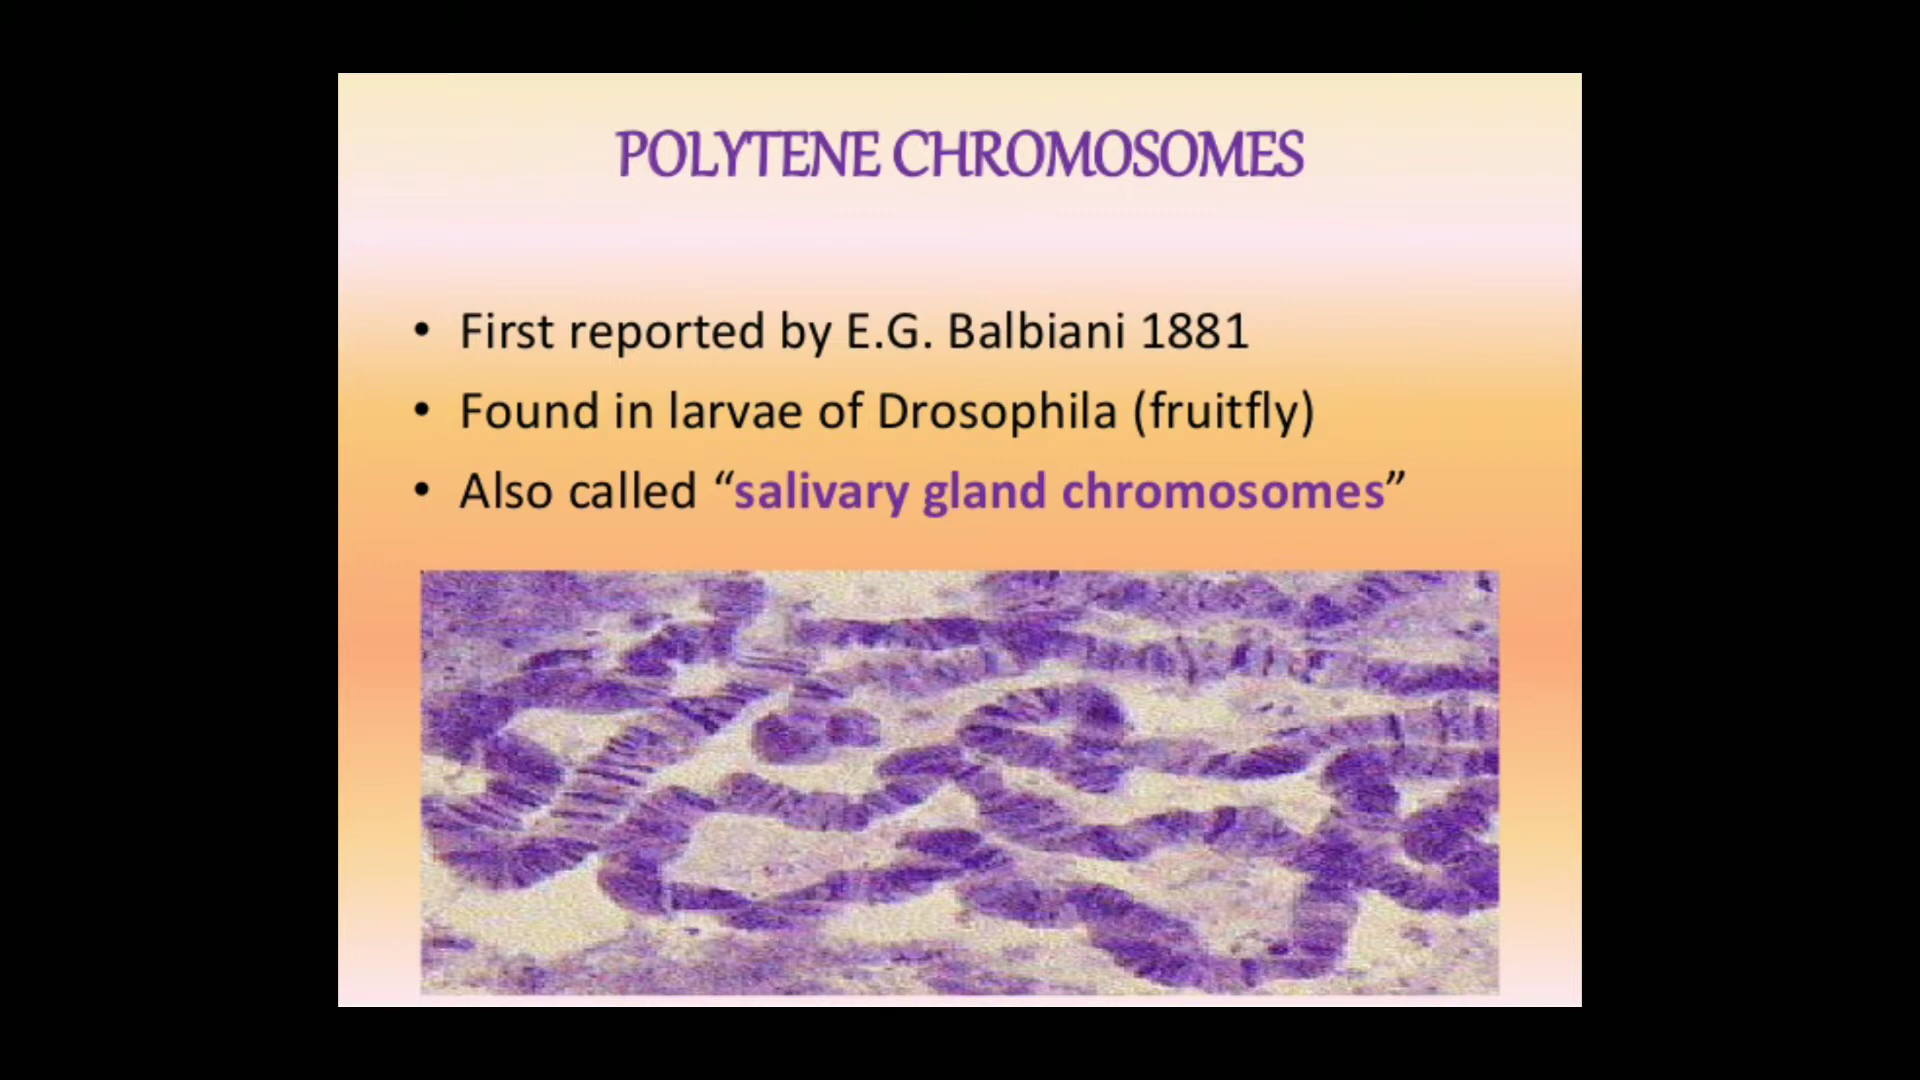 POLYTENE CHROMOSOMES
• First reported by E.G. Balbiani 1881
• Found in larvae of Drosophila (fruitfly)
• Also called “salivary gland chromosomes”